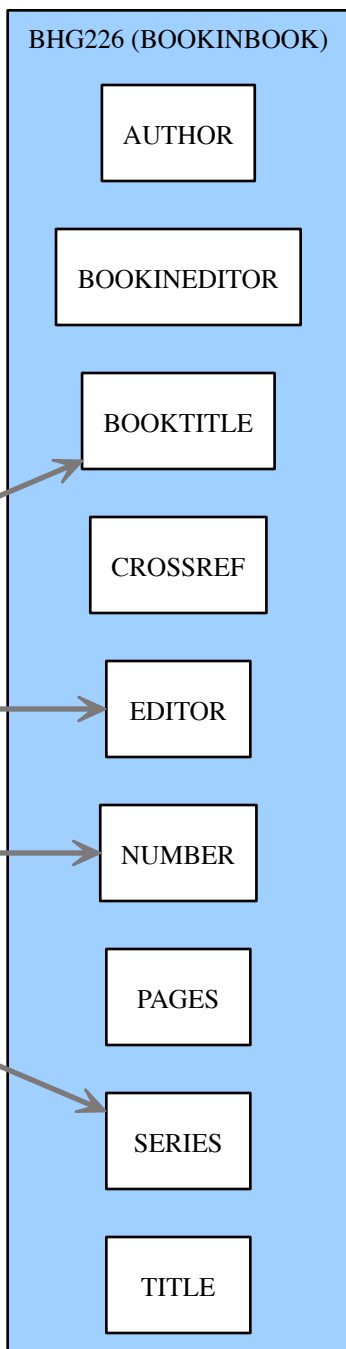 BHG226 (BOOKINBOOK)
AUTHOR
BOOKINEDITOR
BOOKTITLE
CROSSREF
EDITOR
NUMBER
PAGES
SERIES
TITLE